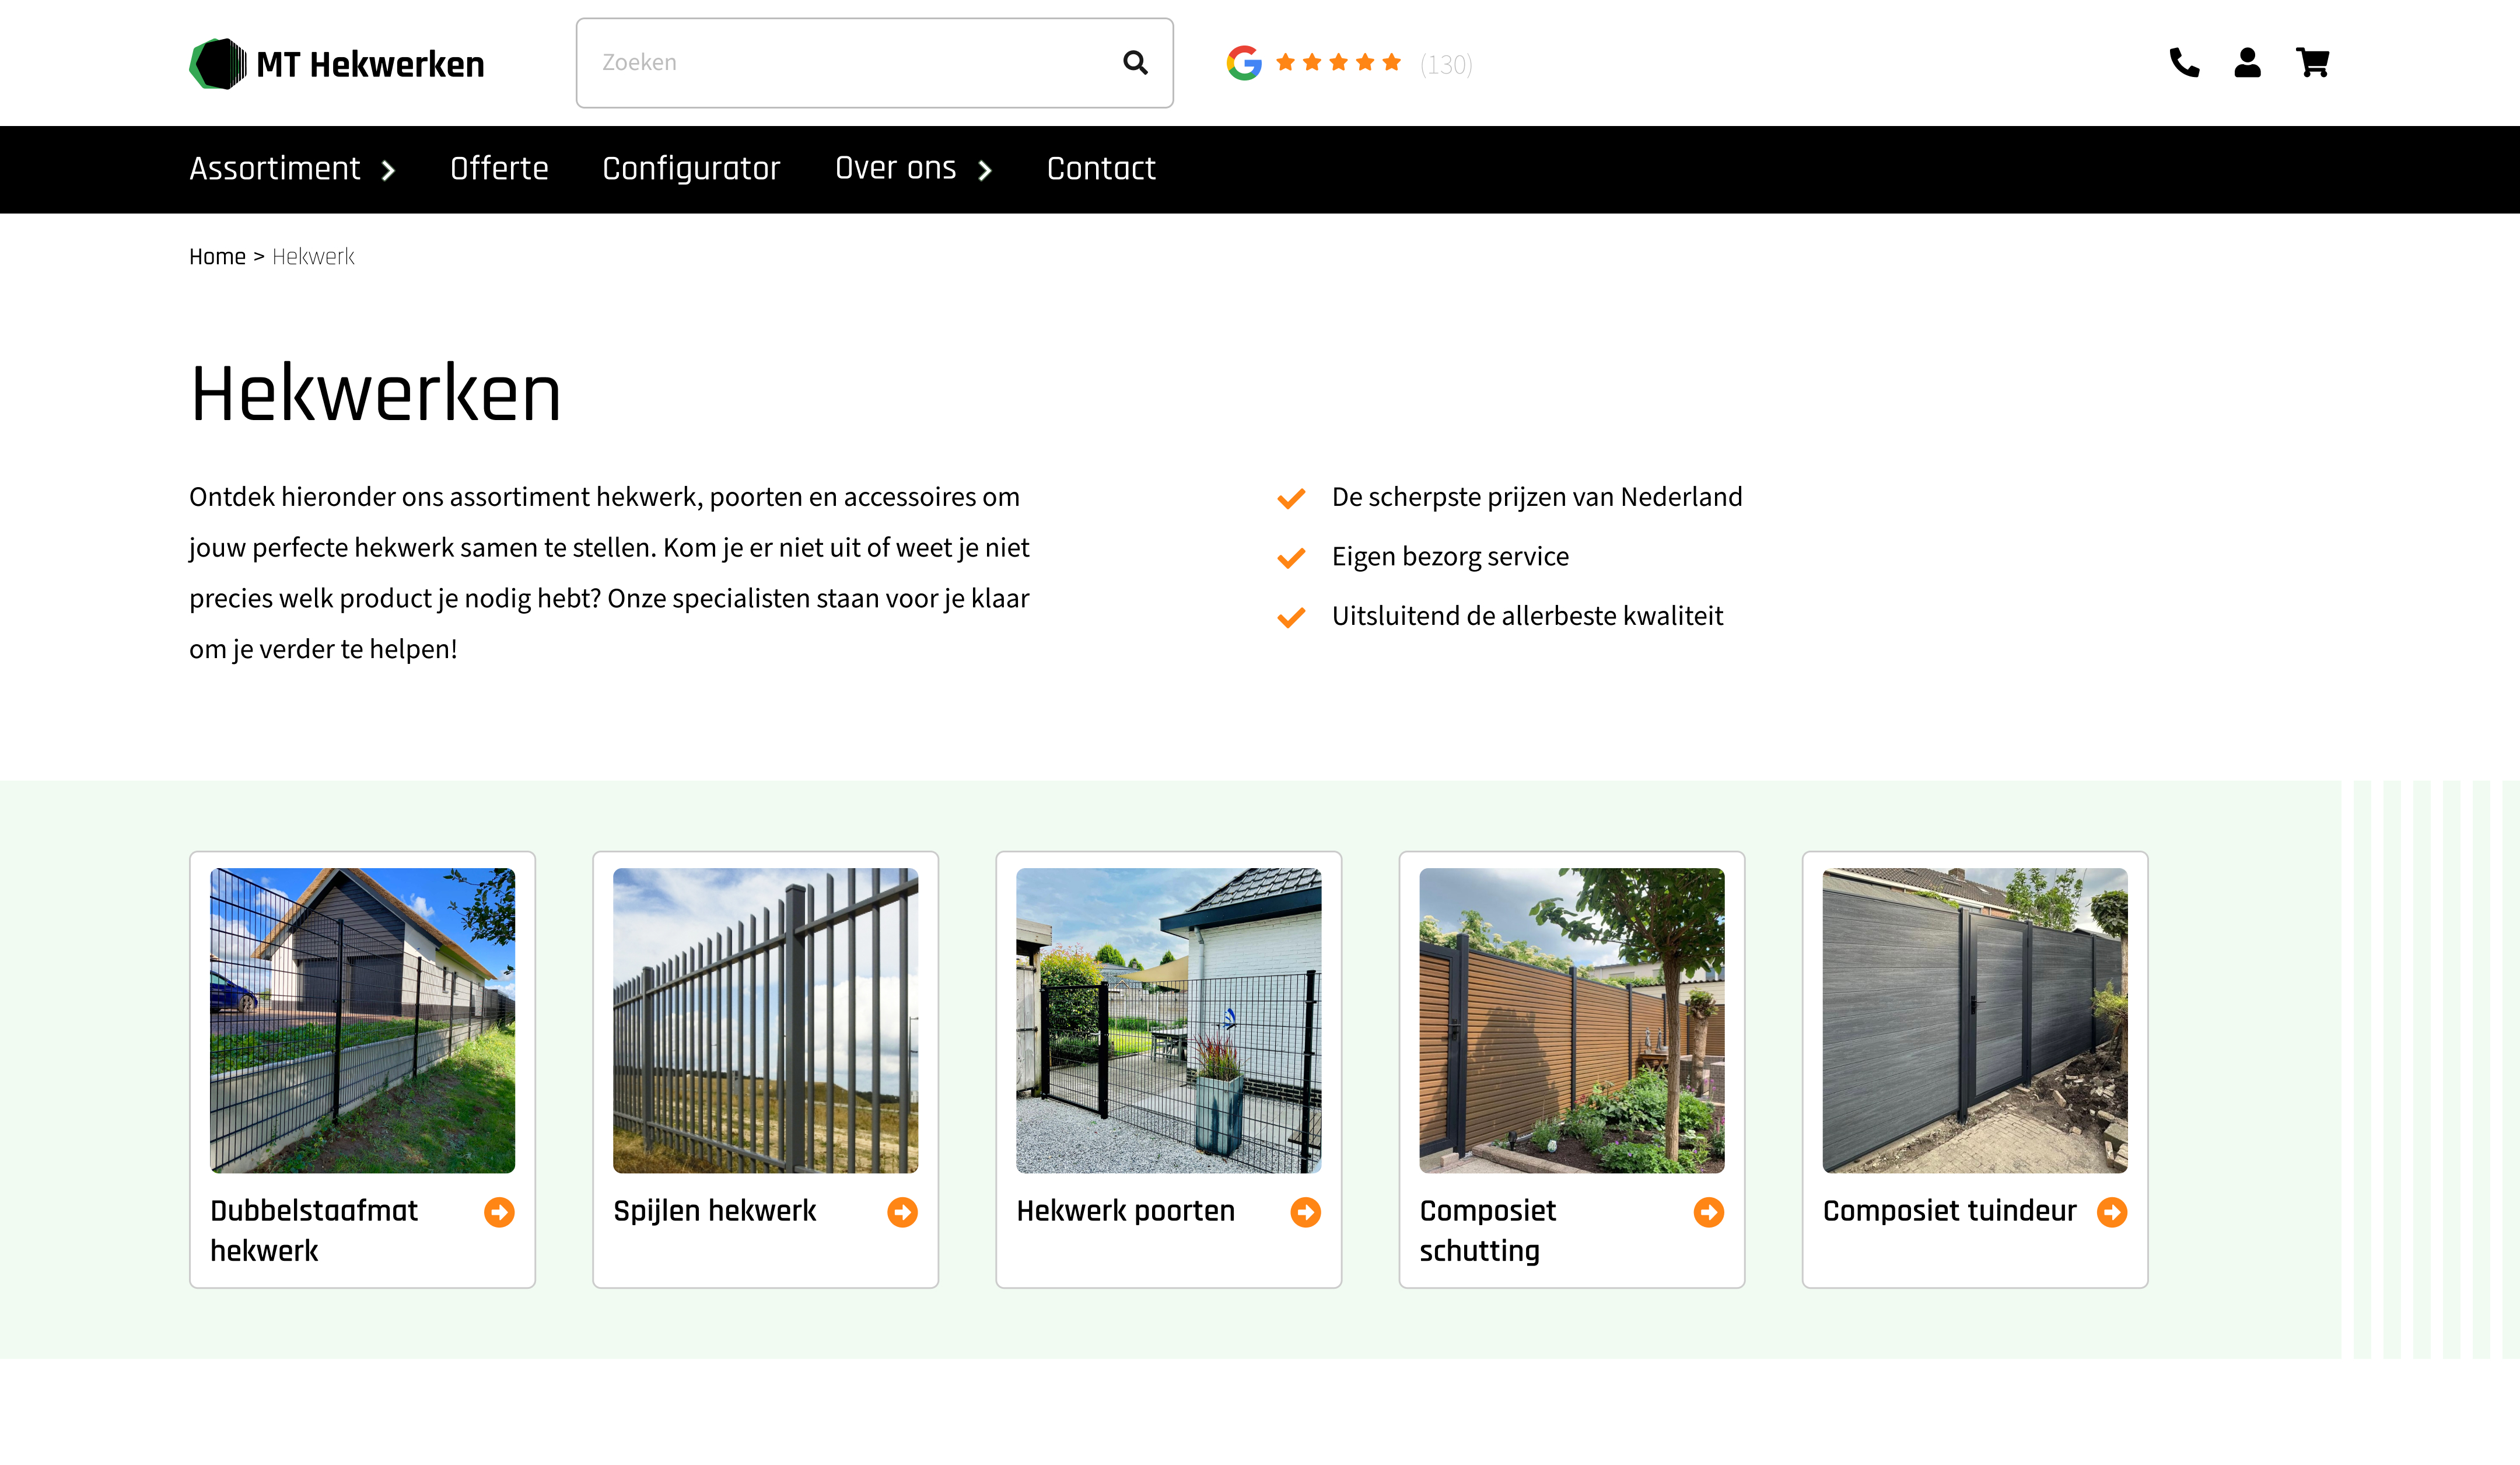 MT Hekwerken
Zoeken
(130)
Assortiment
Offerte
Configurator
Over ons
Contact
Home > Hekwerk
Hekwerken
Ontdek hieronder ons assortiment hekwerk, poorten en accessoires om
jouw perfecte hekwerk samen te stellen. Kom je er niet uit of weet je niet
precies welk product je nodig hebt? Onze specialisten staan voor je klaar
om je verder te helpen!
De scherpste prijzen van Nederland
Eigen bezorg service
Uitsluitend de allerbeste kwaliteit
Dubbelstaafmat
hekwerk
Spijlen hekwerk
Hekwerk poorten
Composiet
schutting
Composiet tuindeur